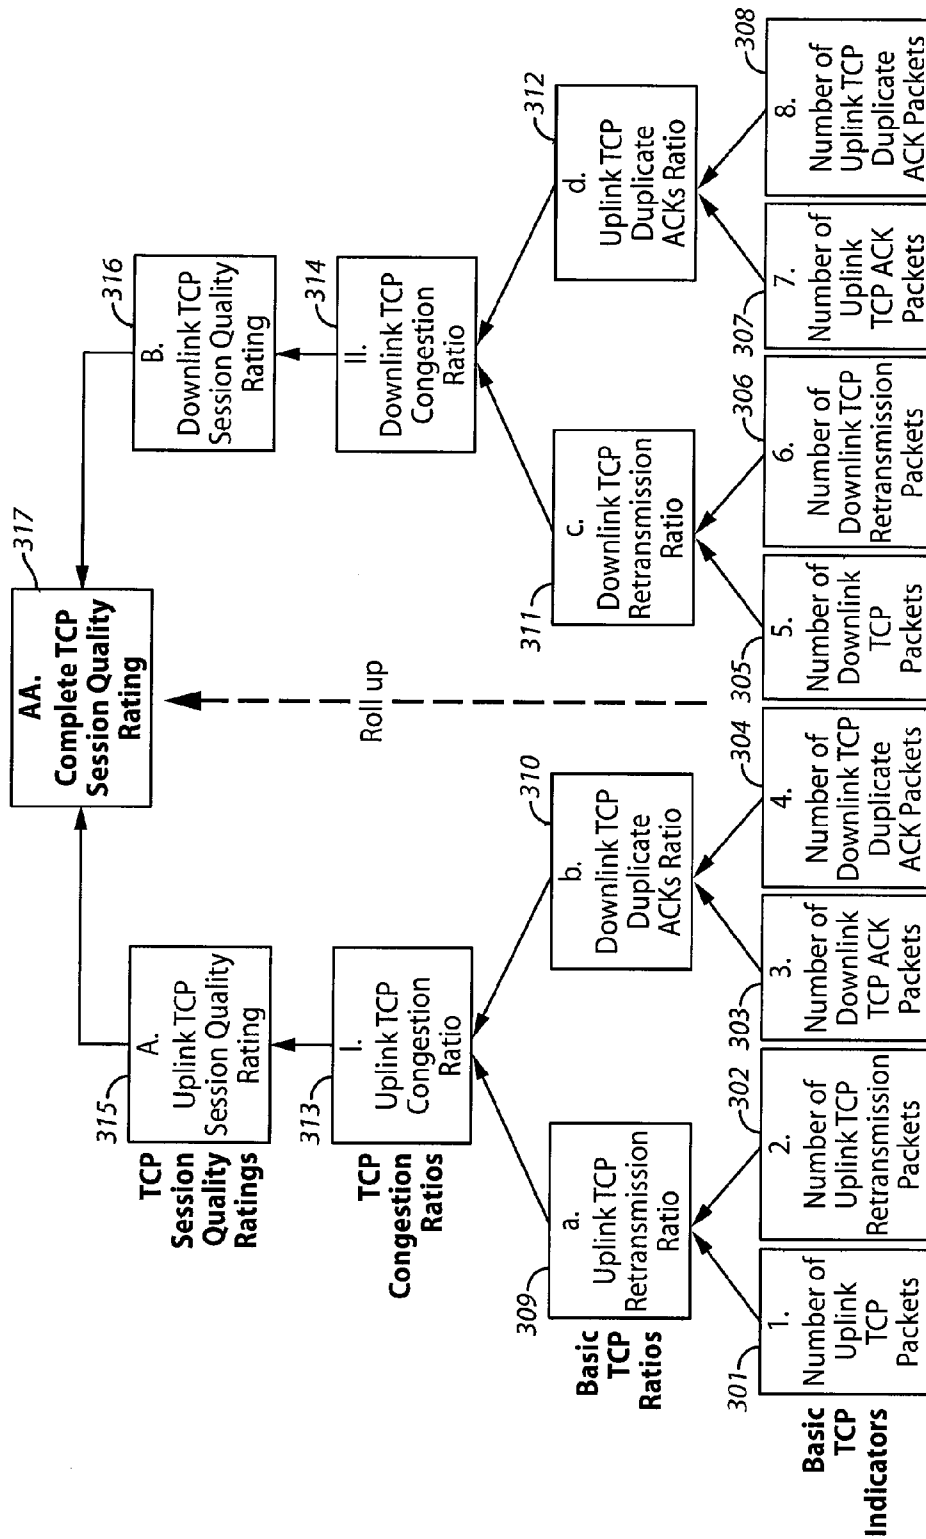 317
AA.
Complete TCP
Session Quality
Rating
TCP
Session
Quality
Ratings
315
A.
Uplink TCP
Session Quality
Rating
316
B.
Downlink TCP
Session Quality
Rating
TCP
Congestion
Ratios
313
I.
Uplink TCP
Congestion
Ratio
Roll up
314
II.
Downlink TCP
Congestion
Ratio
Basic
TCP
Ratios
309
a.
Uplink TCP
Retransmission
Ratio
310
b.
Downlink TCP
Duplicate
ACKs Ratio
311
c.
Downlink TCP
Retransmission
Ratio
312
d.
Uplink TCP
Duplicate
ACKs Ratio
Basic
TCP
Indicators
301
1.
Number of
Uplink
TCP
Packets
302
2.
Number of
Uplink TCP
Retransmission
Packets
303
3.
Number of
Downlink
TCP ACK
Packets
304
4.
Number of
Downlink TCP
Duplicate
ACK Packets
305
5.
Number of
Downlink
TCP
Packets
306
6.
Number of
Downlink TCP
Retransmission
Packets
307
7.
Number of
Uplink
TCP ACK
Packets
308
8.
Number of
Uplink TCP
Duplicate
ACK Packets